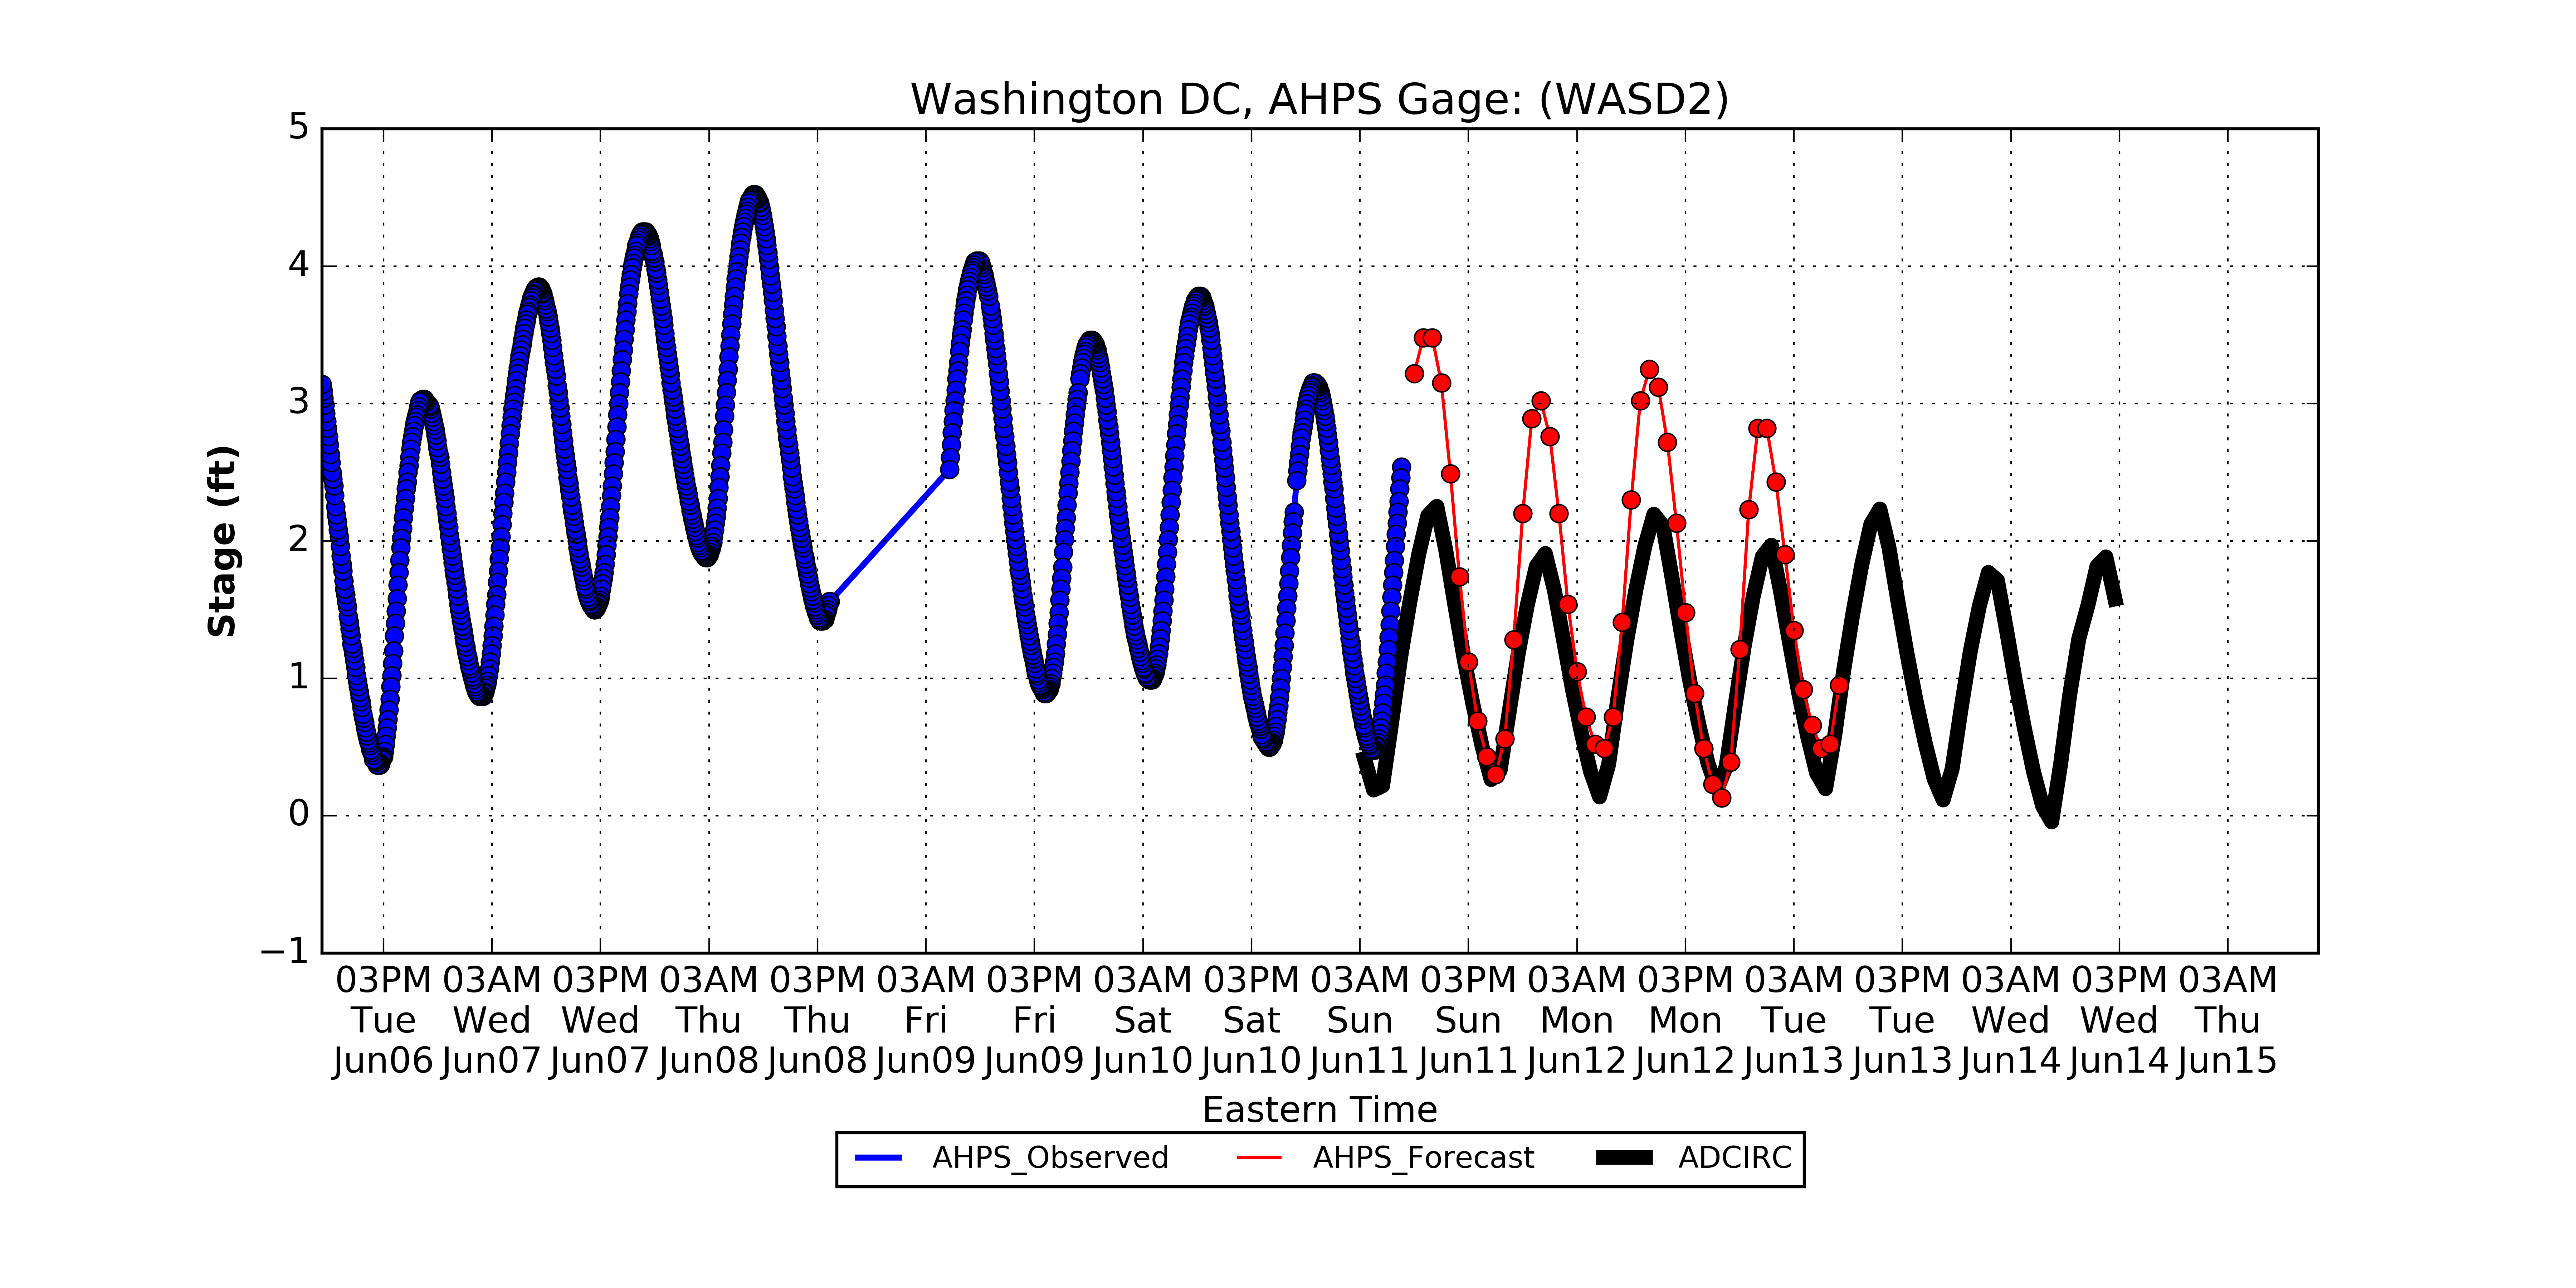 Washington DC, AHPS Gage: (WASD2)
5
4
3
2
1
0
−1
Stage (ft)
03PM 03AM 03PM 03AM 03PM 03AM 03PM 03AM 03PM 03AM 03PM 03AM 03PM 03AM 03PM 03AM 03PM 03AM
Tue Wed Wed Thu Thu Fri Fri Sat Sat Sun Sun Mon Mon Tue Tue Wed Wed Thu
Jun06 Jun07 Jun07 Jun08 Jun08 Jun09 Jun09 Jun10 Jun10 Jun11 Jun11 Jun12 Jun12 Jun13 Jun13 Jun14 Jun14 Jun15
Eastern Time
AHPS_Observed AHPS_Forecast ADCIRC